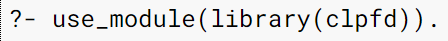 ?- use_module(library(clpfd)).